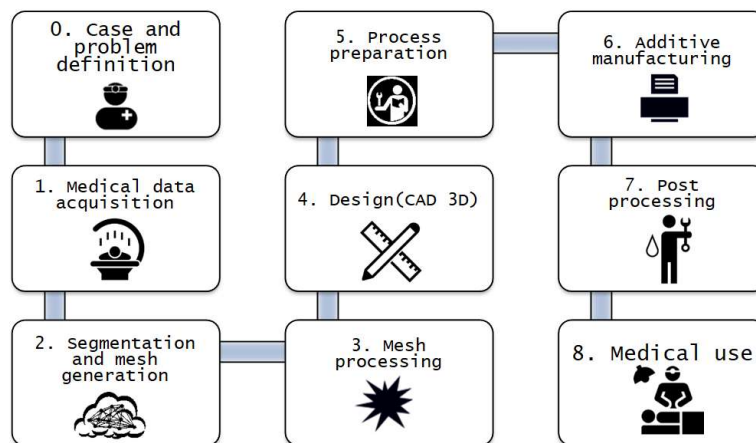 0. Case and
problem
definition
1. Medical data
acquisition
2. Segmentation
and mesh
generation
3. Mesh
processing
4. Design(CAD 3D)
5. Process
preparation
6. Additive
manufacturing
7. Post
processing
8. Medical use